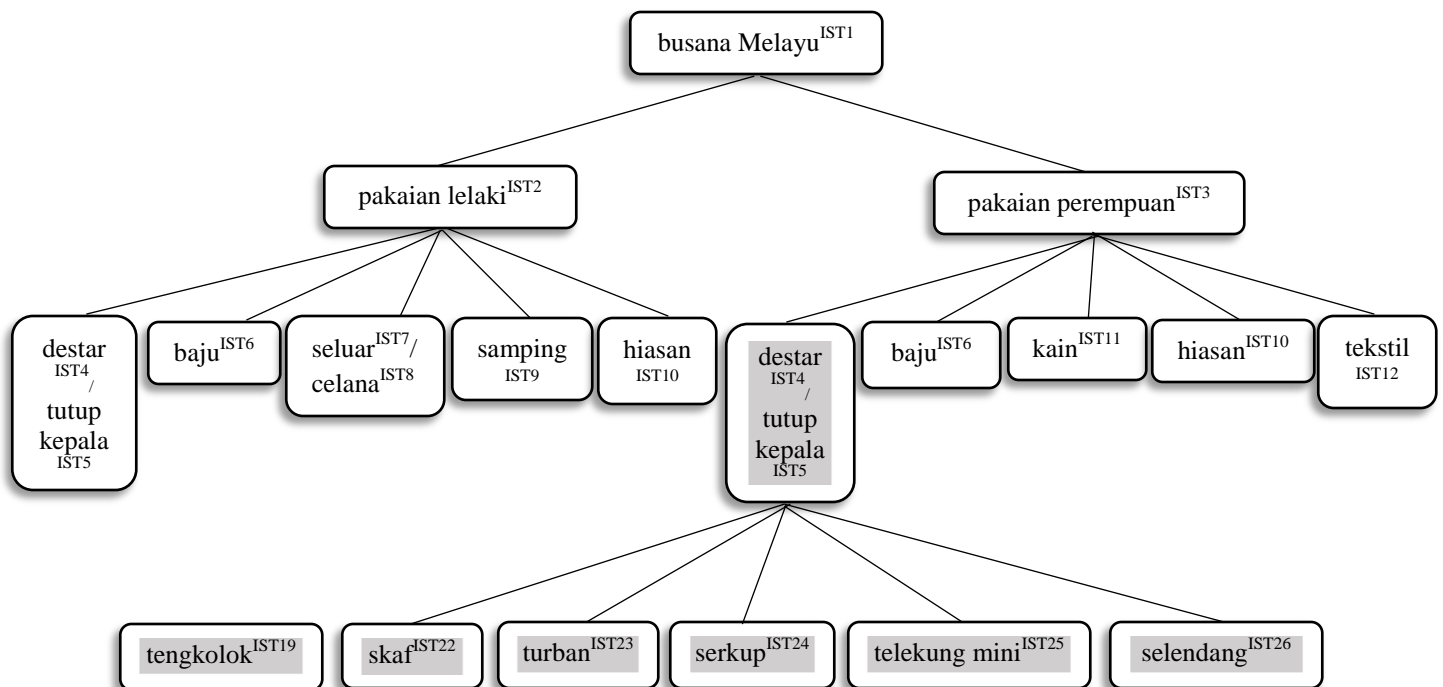 busana Melayu^IST1
pakaian lelaki^IST2
pakaian perempuan^IST3
destar
IST4
/
tutup
kepala
IST5
baju^IST6
seluar^IST7/
celana^IST8
samping
IST9
hiasan
IST10
destar
IST4
/
tutup
kepala
IST5
baju^IST6
kain^IST11
hiasan^IST10
tekstil
IST12
tengkolok^IST19
skaf^IST22
turban^IST23
serkup^IST24
telekung mini^IST25
selendang^IST26